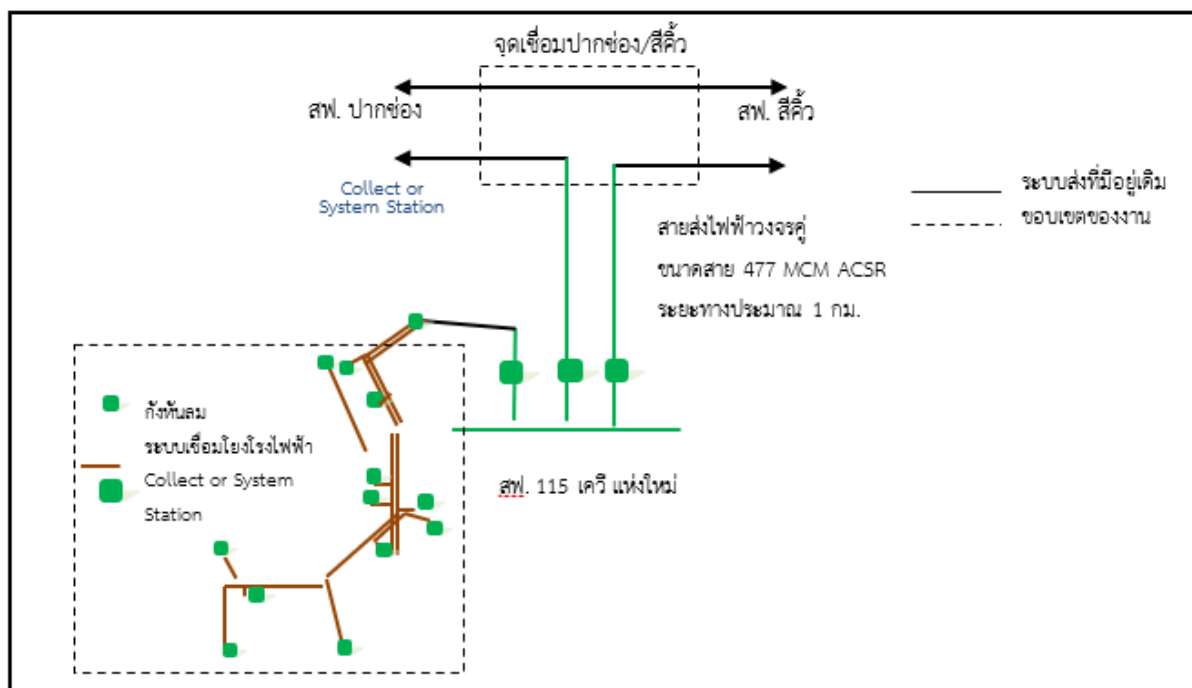 จุดเชื่อมปากช่อง/สีคิ้ว
สฟ. ปากช่อง
สฟ. สีคิ้ว
Collect or
System Station
ระบบส่งที่มีอยู่เดิม
ขอบเขตของงาน
สายส่งไฟฟ้าวงจรคู่
ขนาดสาย 477 MCM ACSR
ระยะทางประมาณ 1 กม.
กังหันลม
ระบบเชื่อมโยงโรงไฟฟ้า
Collect or System
Station
สฟ. 115 เควี แห่งใหม่